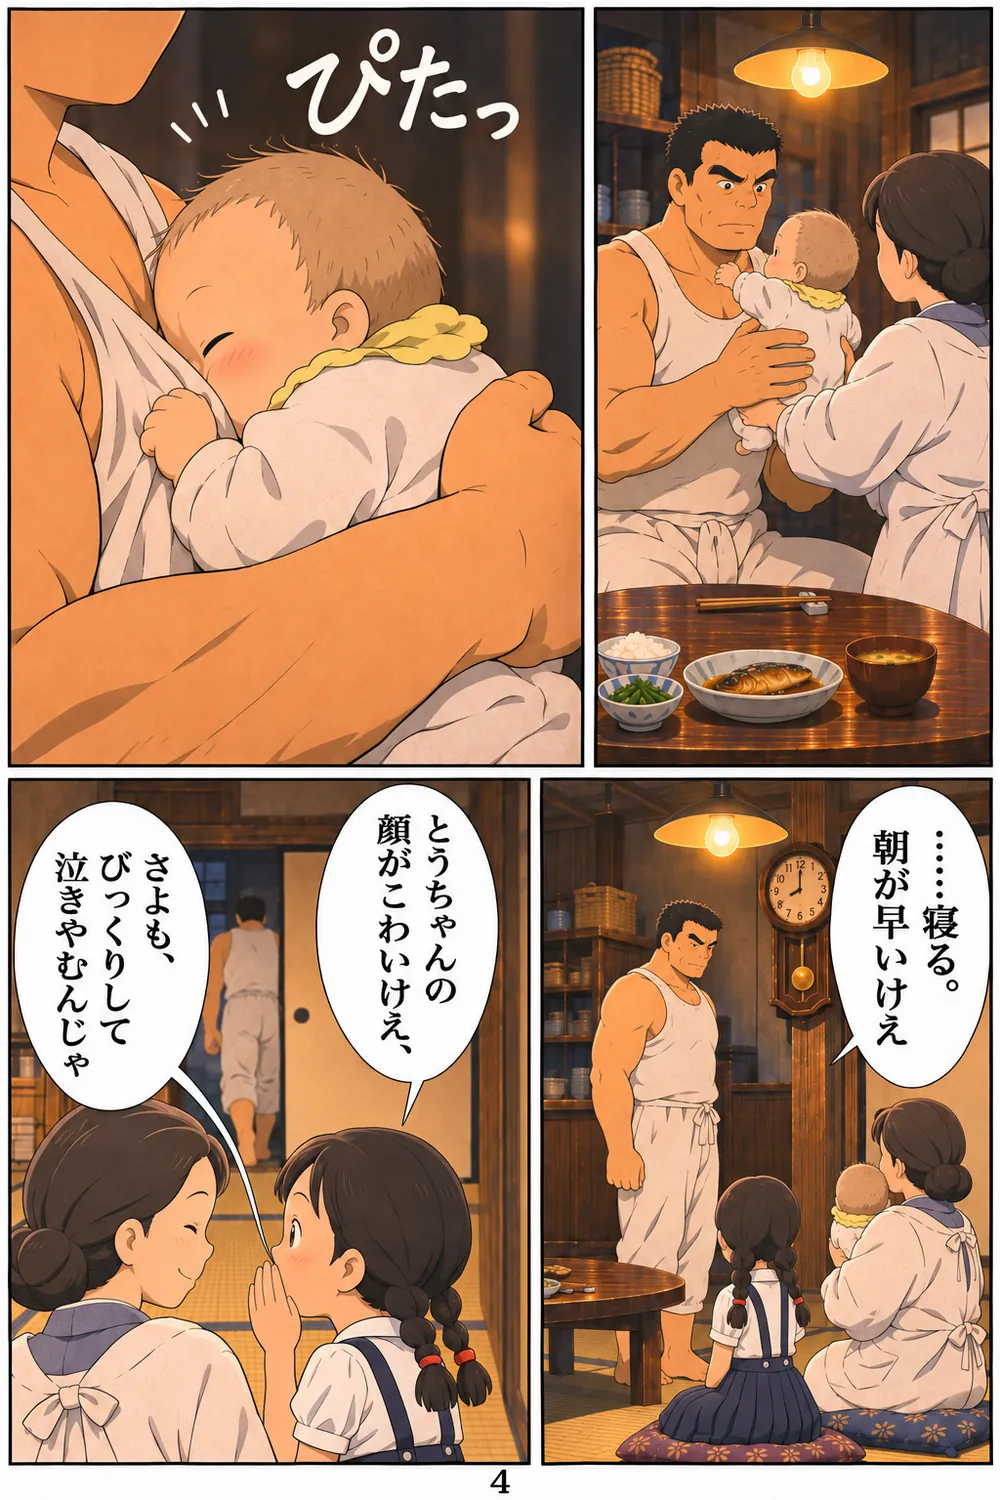 ぴたっ
……寝る。
朝が早いけえ
とうちゃんの
顔がこわいけえ、
さよも、
びっくりして
泣きやむんじゃ
4